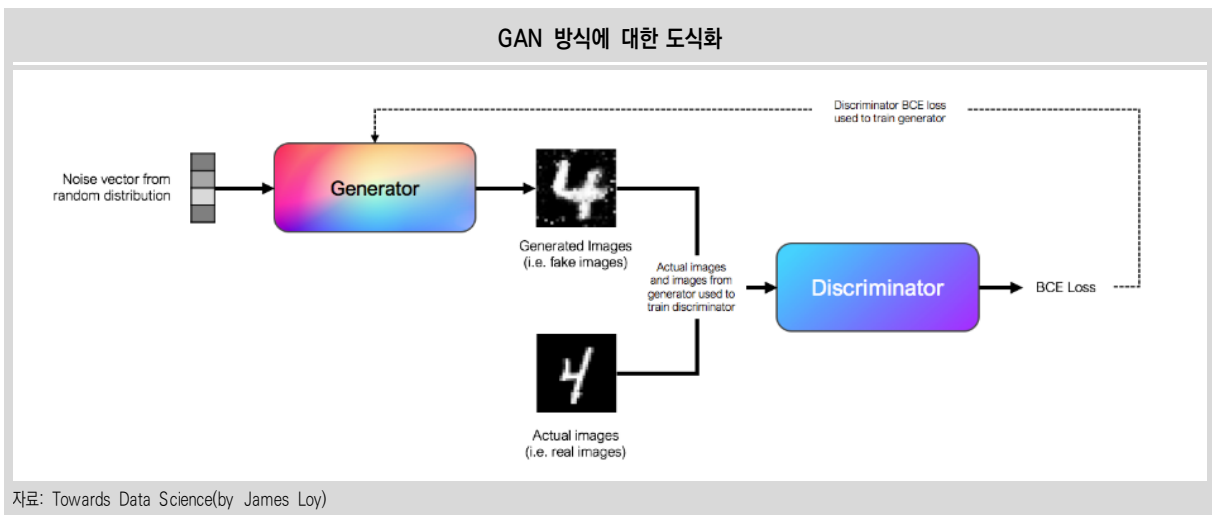 GAN 방식에 대한 도식화
Discriminator BCE loss
used to train generator
Noise vector from
random distribution
Generator
Generated Images
(i.e. fake images)
Actual images
and images from
generator used to
train discriminator
Discriminator
BCE Loss
Actual images
(i.e. real images)
자료: Towards Data Science(by James Loy)